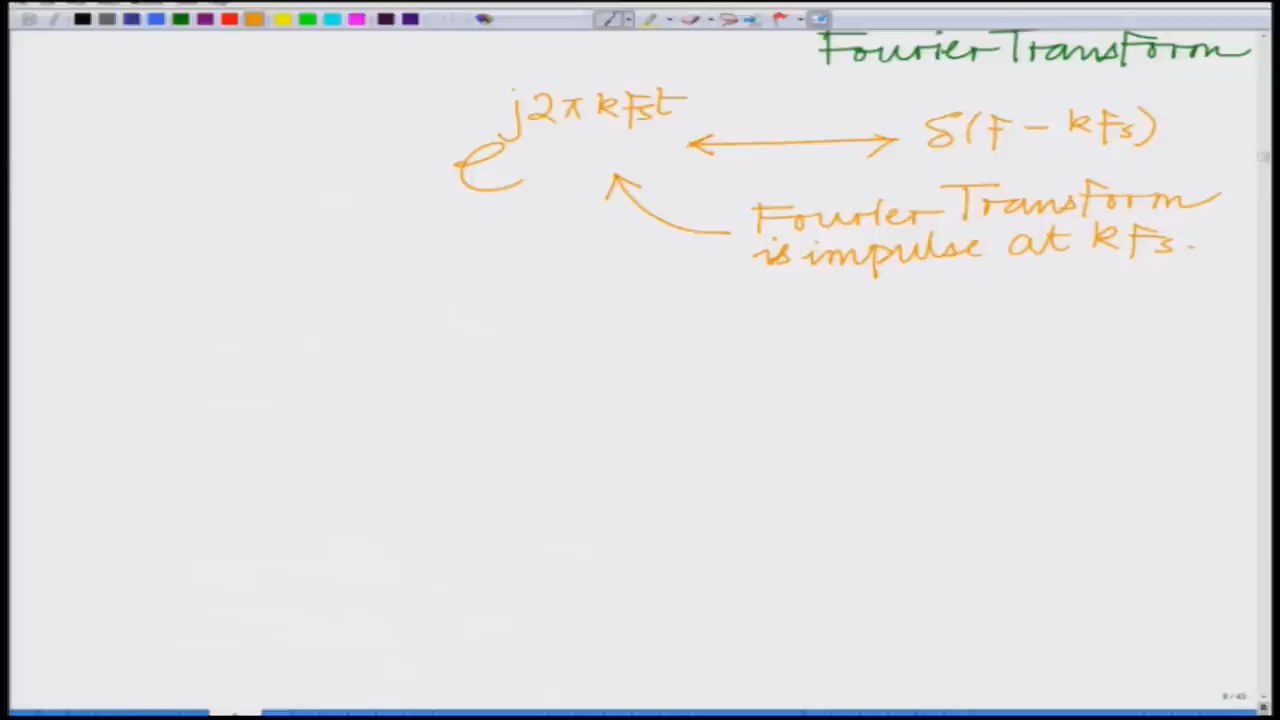 Fourier Transform
e^{j2πkFst} ⟷ δ(F - kFs)
Fourier Transform
is impulse at kFs.